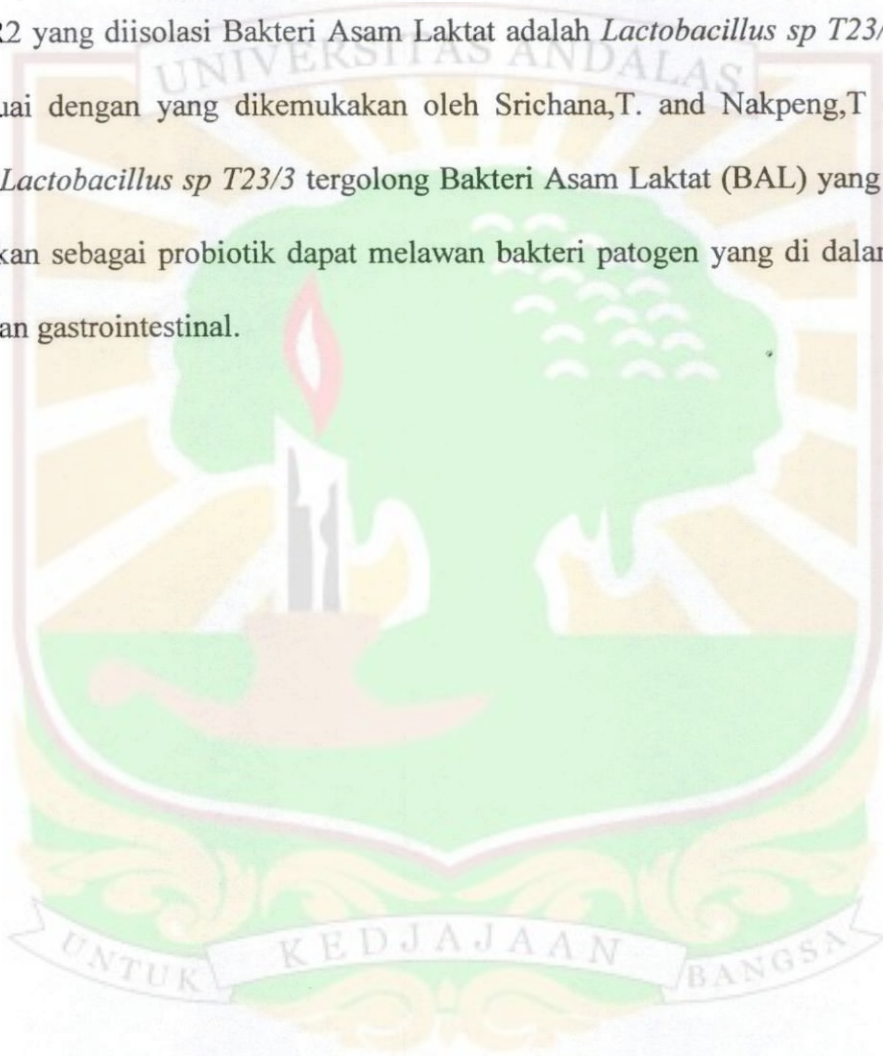 R2 yang diisolasi Bakteri Asam Laktat adalah Lactobacillus sp T23/
UNIVERSITAS ANDALAS
uai dengan yang dikemukakan oleh Srichana,T. and Nakpeng,T
Lactobacillus sp T23/3 tergolong Bakteri Asam Laktat (BAL) yang
kan sebagai probiotik dapat melawan bakteri patogen yang di dalam
an gastrointestinal.
UNTUK KEDJAJAAN BANGSA